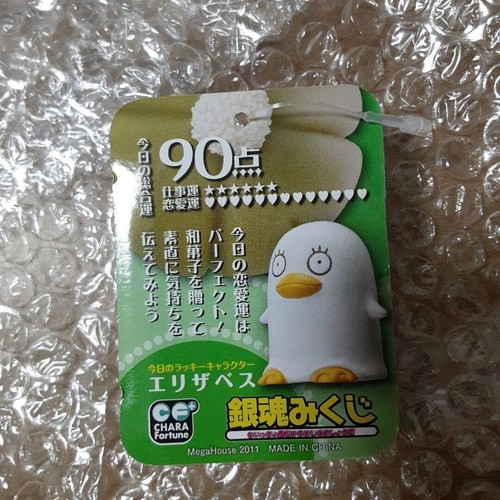 今日の総合運
90点
仕事運 ★★★★★★
恋愛運 ♥♥♥♥♥♥♥♥♥♥♥♥♥♥
今日の恋愛運は
パーフェクト!
和菓子を贈って
素直に気持ちを
伝えてみよう
今日のラッキーキャラクター
エリザベス
CF+
CHARA
Fortune
銀魂みくじ
MegaHouse 2011 MADE IN CHINA